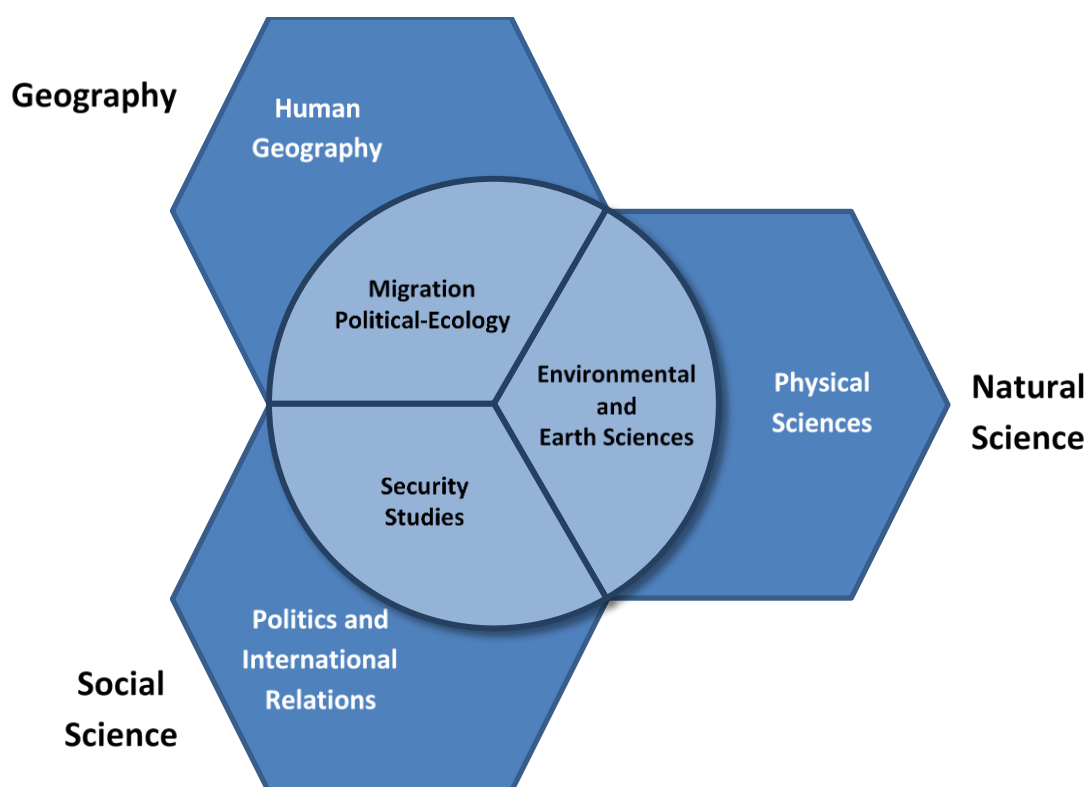 Geography
Human
Geography
Migration
Political-Ecology
Environmental
and
Earth Sciences
Physical
Sciences
Natural
Science
Security
Studies
Politics and
International
Relations
Social
Science